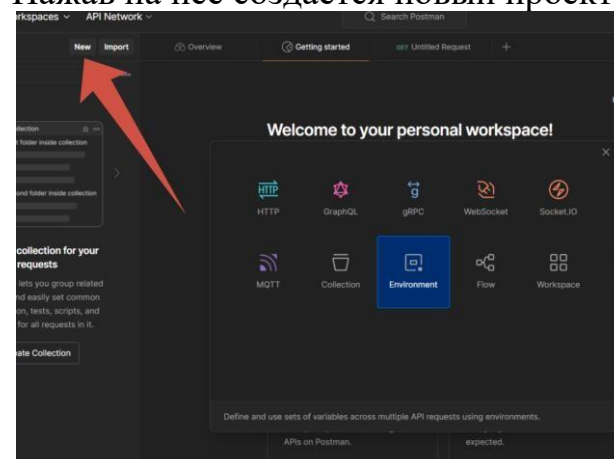 Нажав на нее создается новый проект
rkspaces API Network Search Postman
New Import Overview Getting started GET Untitled Request +
Welcome to your personal workspace!
ollection
t folder inside collection
ond folder inside collection
HTTP GraphQL gRPC WebSocket Socket.IO
MQTT Collection Environment Flow Workspace
collection for your
requests
lets you group related
nd easily set common
on, tests, scripts, and
for all requests in it.
ate Collection
Define and use sets of variables across multiple API requests using environments.
APIs on Postman. expected.